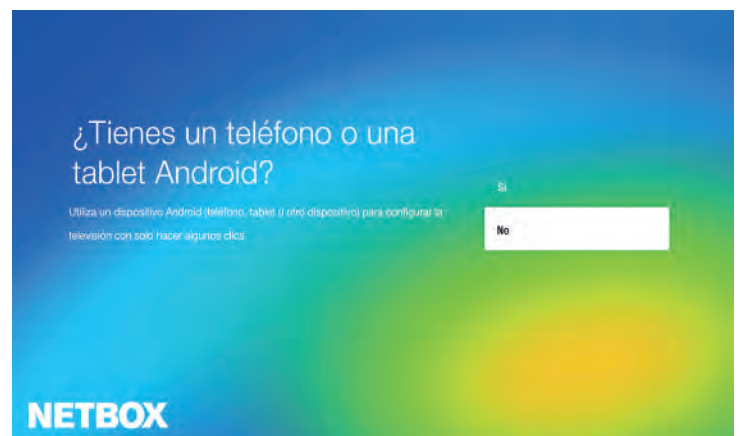 ¿Tienes un teléfono o una
tablet Android?
Utiliza un dispositivo Android (teléfono, tablet u otro dispositivo) para configurar la
televisión con solo hacer algunos clics.
Sí
No
NETBOX